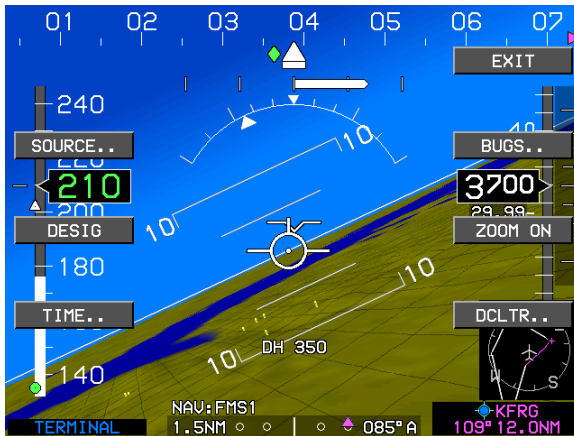 01 02 03 04 05 06 07
EXIT
240
SOURCE.. 10 BUGS..
210 3700
200 29.99
DESIG 10 ZOOM ON
180
10
TIME.. DCLTR..
10 DH 350
140 W S
NAV:FMS1 KFRG
TERMINAL 1.5NM 085°A 109° 12.0NM